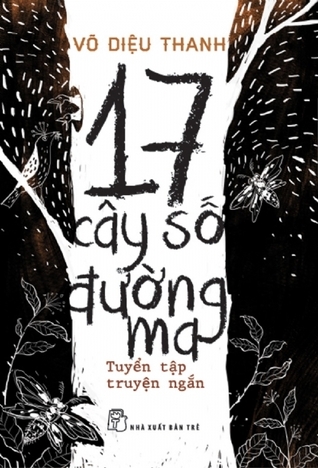 VÕ DIỆU THANH
17
cây số
đường
ma
Tuyển tập
truyện ngắn
NHÀ XUẤT BẢN TRẺ